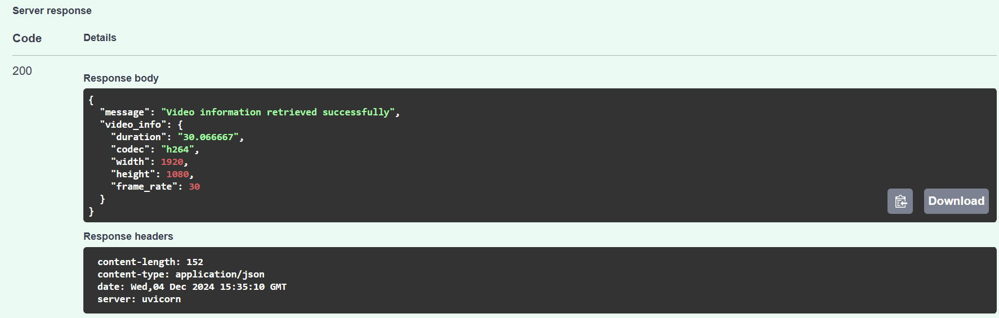 Server response
Code Details
200
Response body
{
  "message": "Video information retrieved successfully",
  "video_info": {
    "duration": "30.066667",
    "codec": "h264",
    "width": 1920,
    "height": 1080,
    "frame_rate": 30
  }
}
Download
Response headers
content-length: 152
content-type: application/json
date: Wed,04 Dec 2024 15:35:10 GMT
server: uvicorn